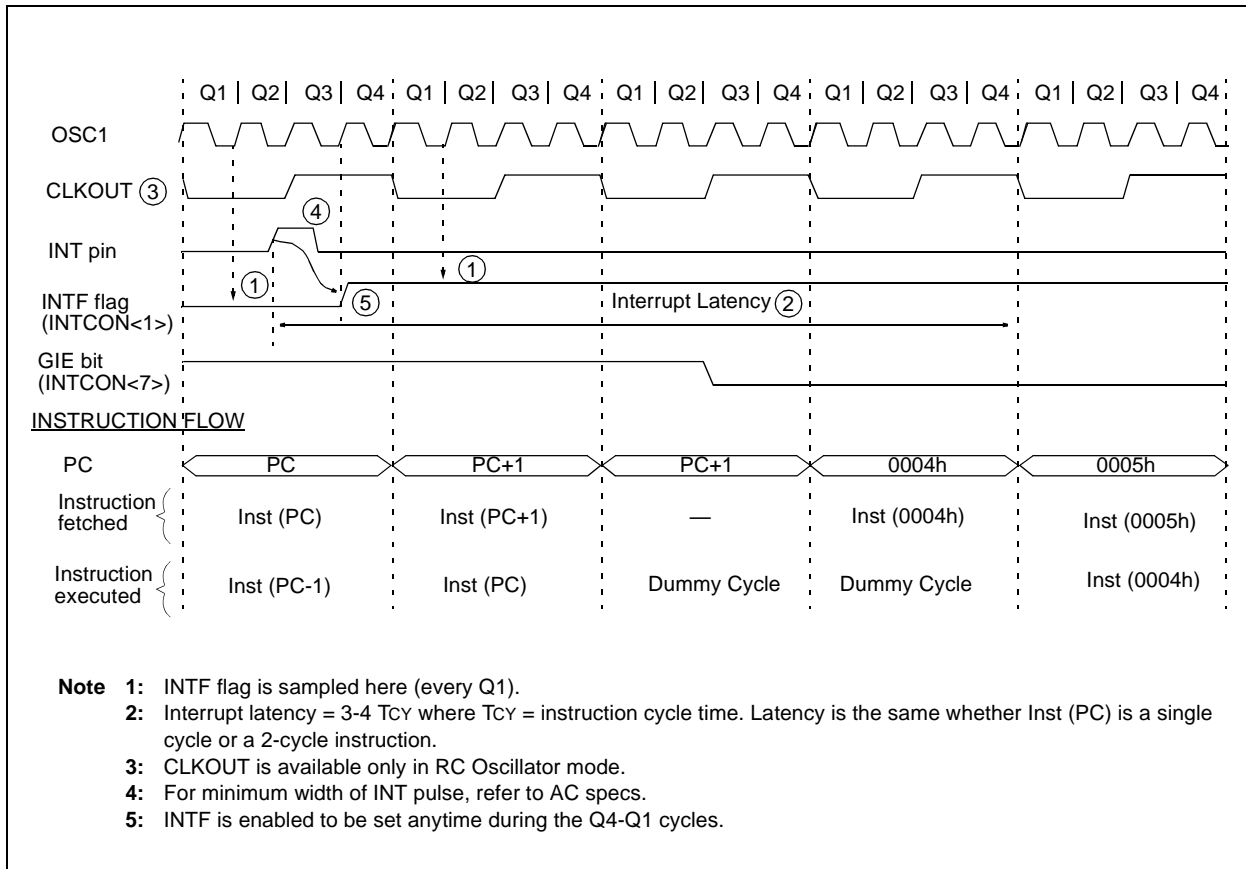 Q1 | Q2 | Q3 | Q4 Q1 | Q2 | Q3 | Q4 Q1 | Q2 | Q3 | Q4 Q1 | Q2 | Q3 | Q4 Q1 | Q2 | Q3 | Q4
OSC1
CLKOUT 3
4
INT pin
1 1
INTF flag
(INTCON<1>)
5
Interrupt Latency 2
GIE bit
(INTCON<7>)
INSTRUCTION FLOW
PC PC PC+1 PC+1 0004h 0005h
Instruction
fetched
Inst (PC) Inst (PC+1) — Inst (0004h) Inst (0005h)
Instruction
executed
Inst (PC-1) Inst (PC) Dummy Cycle Dummy Cycle Inst (0004h)
Note 1: INTF flag is sampled here (every Q1).
2: Interrupt latency = 3-4 TCY where TCY = instruction cycle time. Latency is the same whether Inst (PC) is a single
cycle or a 2-cycle instruction.
3: CLKOUT is available only in RC Oscillator mode.
4: For minimum width of INT pulse, refer to AC specs.
5: INTF is enabled to be set anytime during the Q4-Q1 cycles.